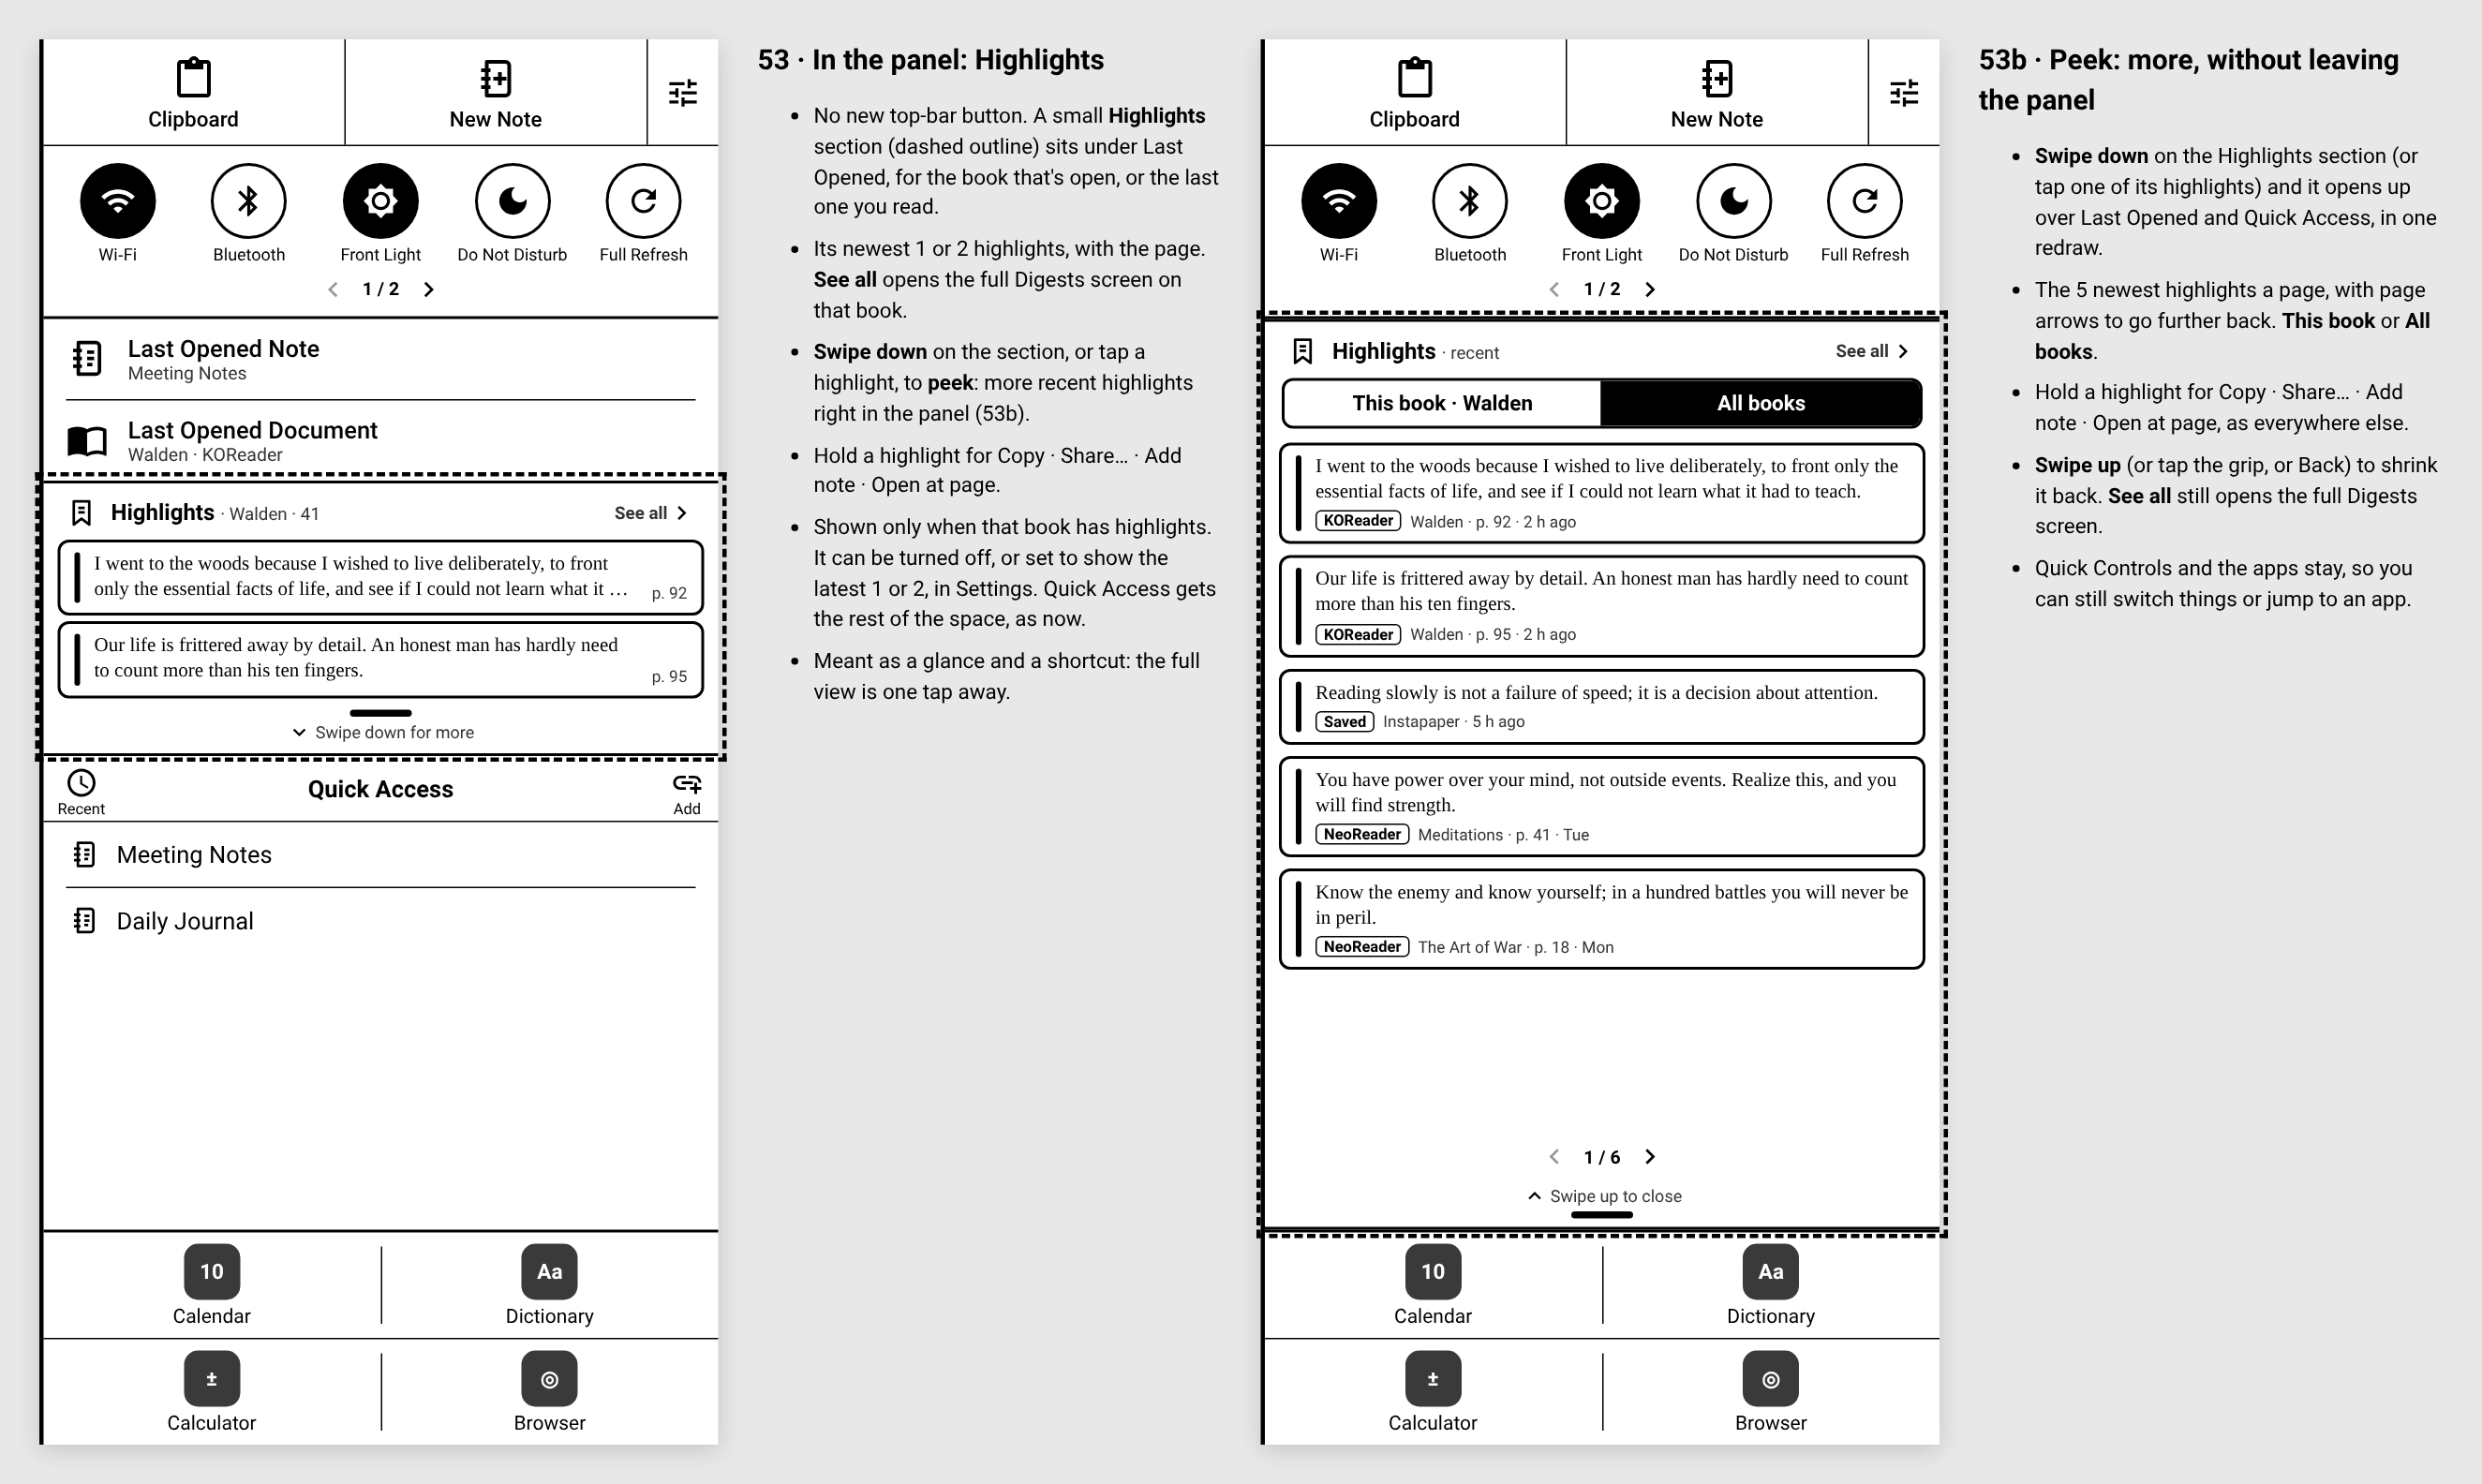 Clipboard
New Note
Wi-Fi
Bluetooth
Front Light
Do Not Disturb
Full Refresh
1 / 2
Last Opened Note
Meeting Notes
Last Opened Document
Walden · KOReader
Highlights · Walden · 41
See all
I went to the woods because I wished to live deliberately, to front
only the essential facts of life, and see if I could not learn what it …
p. 92
Our life is frittered away by detail. An honest man has hardly need
to count more than his ten fingers.
p. 95
Swipe down for more
Recent
Quick Access
Add
Meeting Notes
Daily Journal
10
Calendar
Aa
Dictionary
±
Calculator
◎
Browser
53 · In the panel: Highlights
• No new top-bar button. A small Highlights
section (dashed outline) sits under Last
Opened, for the book that's open, or the last
one you read.
• Its newest 1 or 2 highlights, with the page.
See all opens the full Digests screen on
that book.
• Swipe down on the section, or tap a
highlight, to peek: more recent highlights
right in the panel (53b).
• Hold a highlight for Copy · Share… · Add
note · Open at page.
• Shown only when that book has highlights.
It can be turned off, or set to show the
latest 1 or 2, in Settings. Quick Access gets
the rest of the space, as now.
• Meant as a glance and a shortcut: the full
view is one tap away.
Clipboard
New Note
Wi-Fi
Bluetooth
Front Light
Do Not Disturb
Full Refresh
1 / 2
Highlights · recent
See all
This book · Walden
All books
I went to the woods because I wished to live deliberately, to front only the
essential facts of life, and see if I could not learn what it had to teach.
KOReader Walden · p. 92 · 2 h ago
Our life is frittered away by detail. An honest man has hardly need to count
more than his ten fingers.
KOReader Walden · p. 95 · 2 h ago
Reading slowly is not a failure of speed; it is a decision about attention.
Saved Instapaper · 5 h ago
You have power over your mind, not outside events. Realize this, and you
will find strength.
NeoReader Meditations · p. 41 · Tue
Know the enemy and know yourself; in a hundred battles you will never be
in peril.
NeoReader The Art of War · p. 18 · Mon
1 / 6
Swipe up to close
10
Calendar
Aa
Dictionary
±
Calculator
◎
Browser
53b · Peek: more, without leaving
the panel
• Swipe down on the Highlights section (or
tap one of its highlights) and it opens up
over Last Opened and Quick Access, in one
redraw.
• The 5 newest highlights a page, with page
arrows to go further back. This book or All
books.
• Hold a highlight for Copy · Share… · Add
note · Open at page, as everywhere else.
• Swipe up (or tap the grip, or Back) to shrink
it back. See all still opens the full Digests
screen.
• Quick Controls and the apps stay, so you
can still switch things or jump to an app.